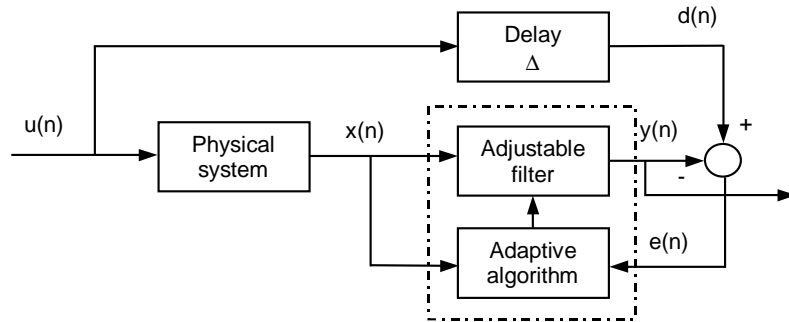 Delay
Δ
d(n)
u(n)
Physical
system
x(n)
Adjustable
filter
y(n)
+
-
Adaptive
algorithm
e(n)